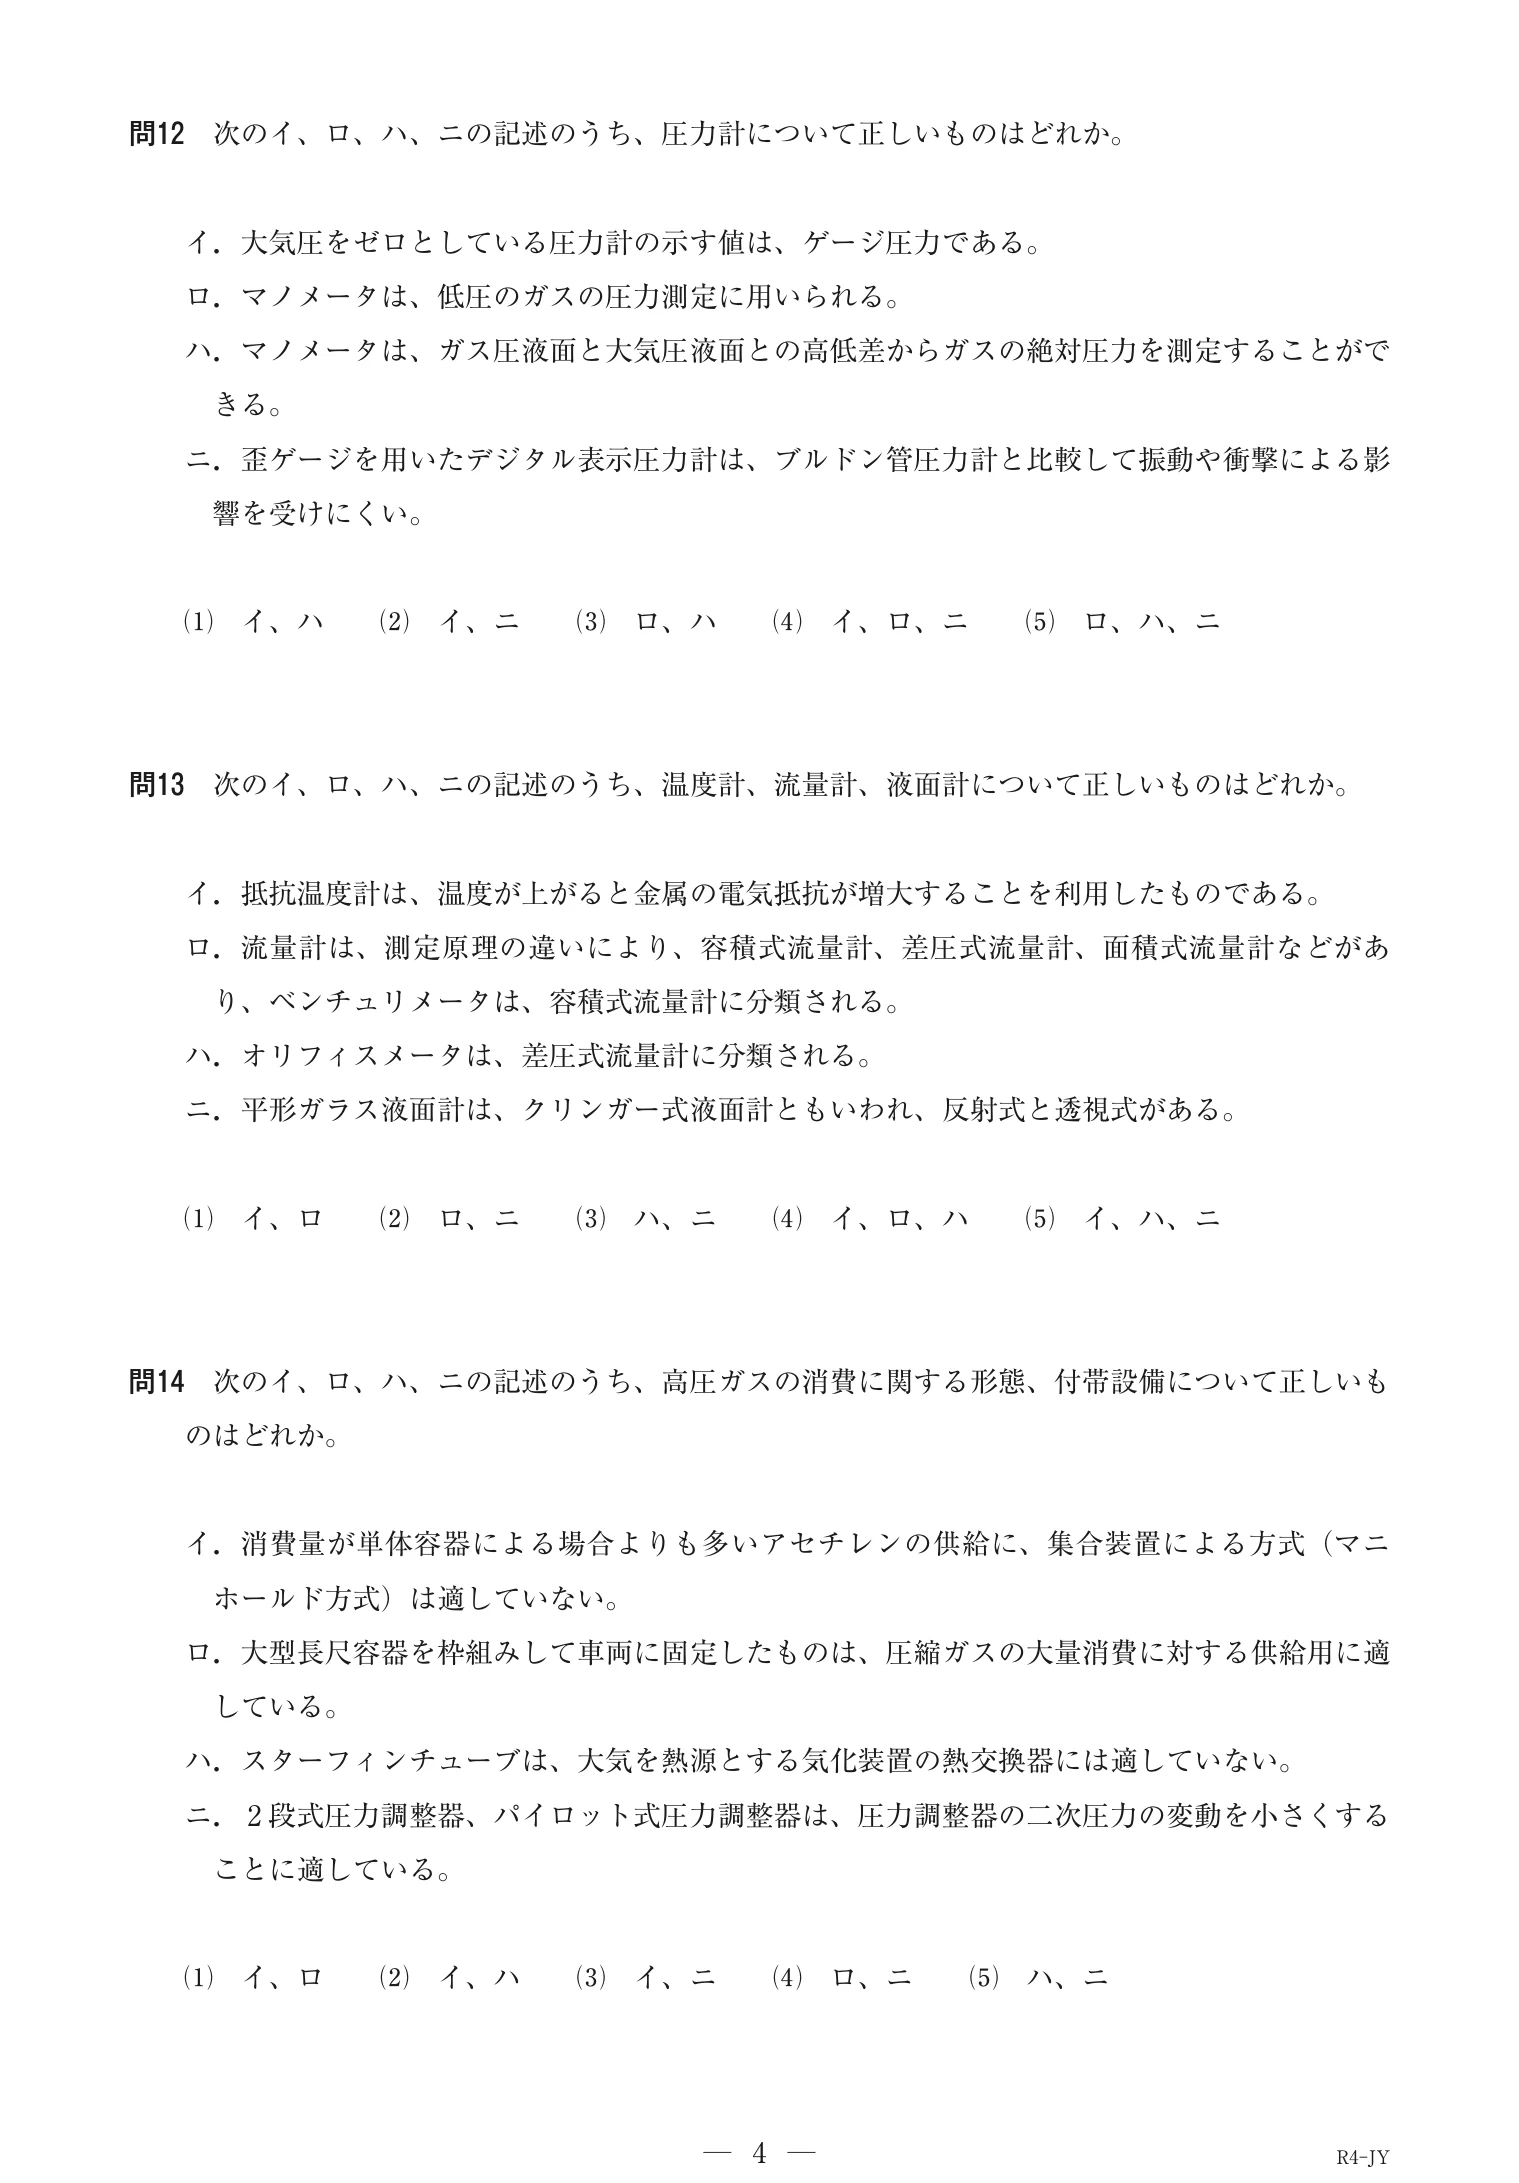 問12　次のイ、ロ、ハ、ニの記述のうち、圧力計について正しいものはどれか。
イ．大気圧をゼロとしている圧力計の示す値は、ゲージ圧力である。
ロ．マノメータは、低圧のガスの圧力測定に用いられる。
ハ．マノメータは、ガス圧液面と大気圧液面との高低差からガスの絶対圧力を測定することがで
きる。
ニ．歪ゲージを用いたデジタル表示圧力計は、ブルドン管圧力計と比較して振動や衝撃による影
響を受けにくい。
(1)　イ、ハ　　(2)　イ、ニ　　(3)　ロ、ハ　　(4)　イ、ロ、ニ　　(5)　ロ、ハ、ニ
問13　次のイ、ロ、ハ、ニの記述のうち、温度計、流量計、液面計について正しいものはどれか。
イ．抵抗温度計は、温度が上がると金属の電気抵抗が増大することを利用したものである。
ロ．流量計は、測定原理の違いにより、容積式流量計、差圧式流量計、面積式流量計などがあ
り、ベンチュリメータは、容積式流量計に分類される。
ハ．オリフィスメータは、差圧式流量計に分類される。
ニ．平形ガラス液面計は、クリンガー式液面計ともいわれ、反射式と透視式がある。
(1)　イ、ロ　　(2)　ロ、ニ　　(3)　ハ、ニ　　(4)　イ、ロ、ハ　　(5)　イ、ハ、ニ
問14　次のイ、ロ、ハ、ニの記述のうち、高圧ガスの消費に関する形態、付帯設備について正しいも
のはどれか。
イ．消費量が単体容器による場合よりも多いアセチレンの供給に、集合装置による方式（マニ
ホールド方式）は適していない。
ロ．大型長尺容器を枠組みして車両に固定したものは、圧縮ガスの大量消費に対する供給用に適
している。
ハ．スターフィンチューブは、大気を熱源とする気化装置の熱交換器には適していない。
ニ．２段式圧力調整器、パイロット式圧力調整器は、圧力調整器の二次圧力の変動を小さくする
ことに適している。
(1)　イ、ロ　　(2)　イ、ハ　　(3)　イ、ニ　　(4)　ロ、ニ　　(5)　ハ、ニ
― 4 ―
R4-JY